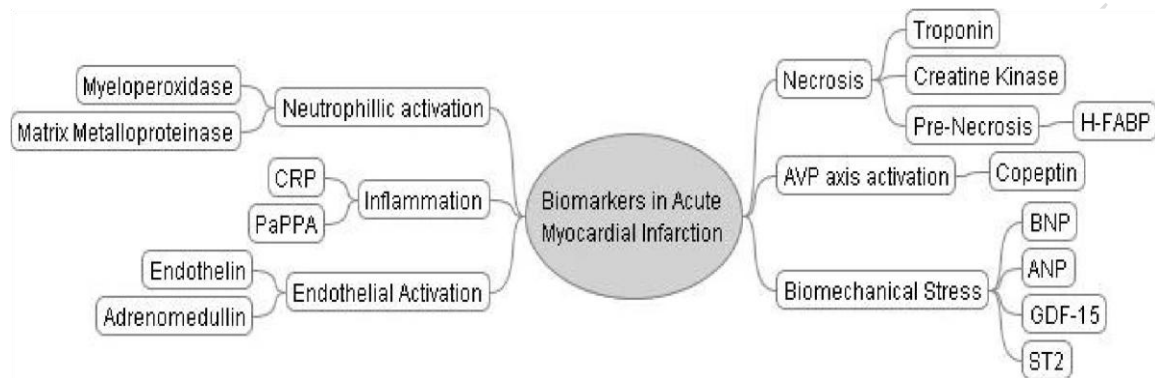 Biomarkers in Acute
Myocardial Infarction
Neutrophillic activation
Myeloperoxidase
Matrix Metalloproteinase
Inflammation
CRP
PaPPA
Endothelial Activation
Endothelin
Adrenomedullin
Necrosis
Troponin
Creatine Kinase
Pre-Necrosis
H-FABP
AVP axis activation
Copeptin
Biomechanical Stress
BNP
ANP
GDF-15
ST2